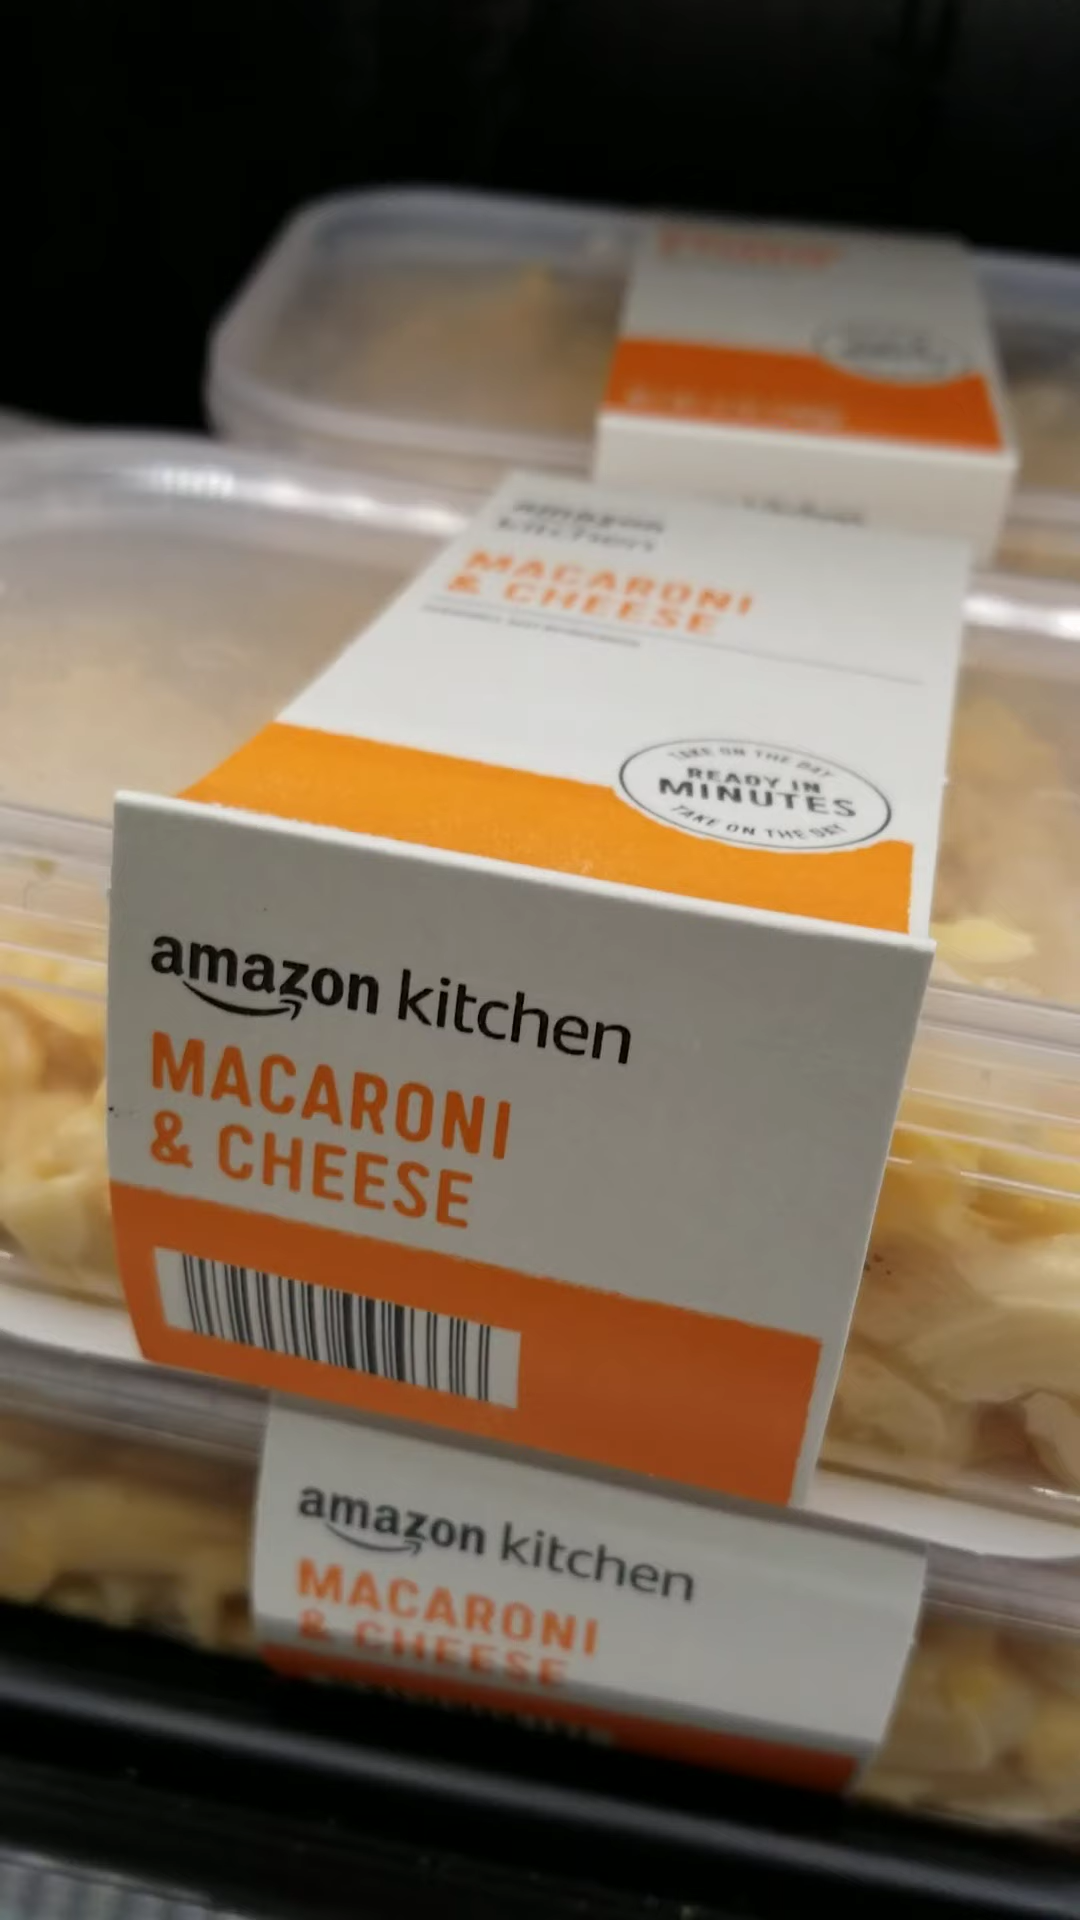 amazon
kitchen
MACARONI
& CHEESE
TAKE ON THE DAY
READY IN
MINUTES
TAKE ON THE DAY
amazon kitchen
MACARONI
& CHEESE
amazon kitchen
MACARONI
& CHEESE